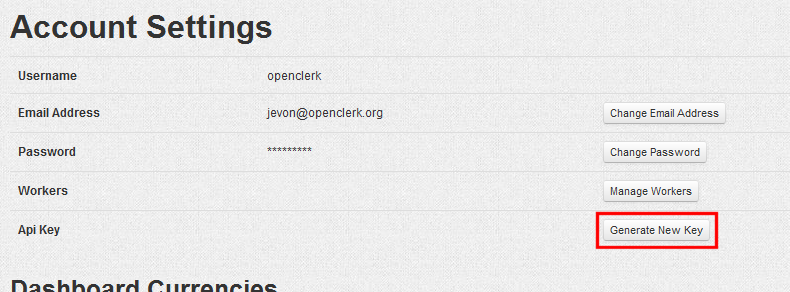 Account Settings
Username openclerk
Email Address jevon@openclerk.org Change Email Address
Password ********* Change Password
Workers Manage Workers
Api Key Generate New Key
Dashboard Currencies